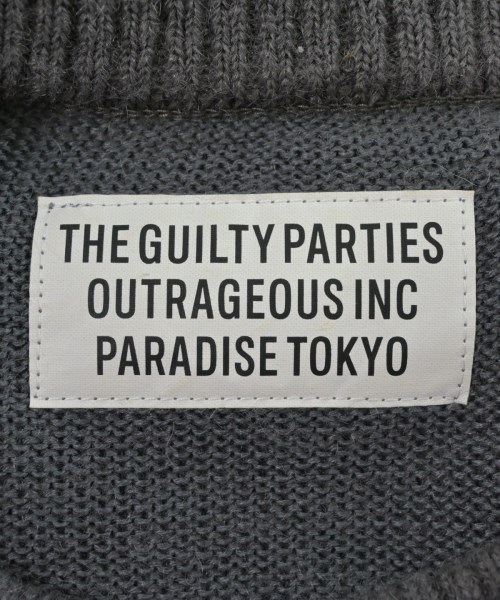 THE GUILTY PARTIES
OUTRAGEOUS INC
PARADISE TOKYO